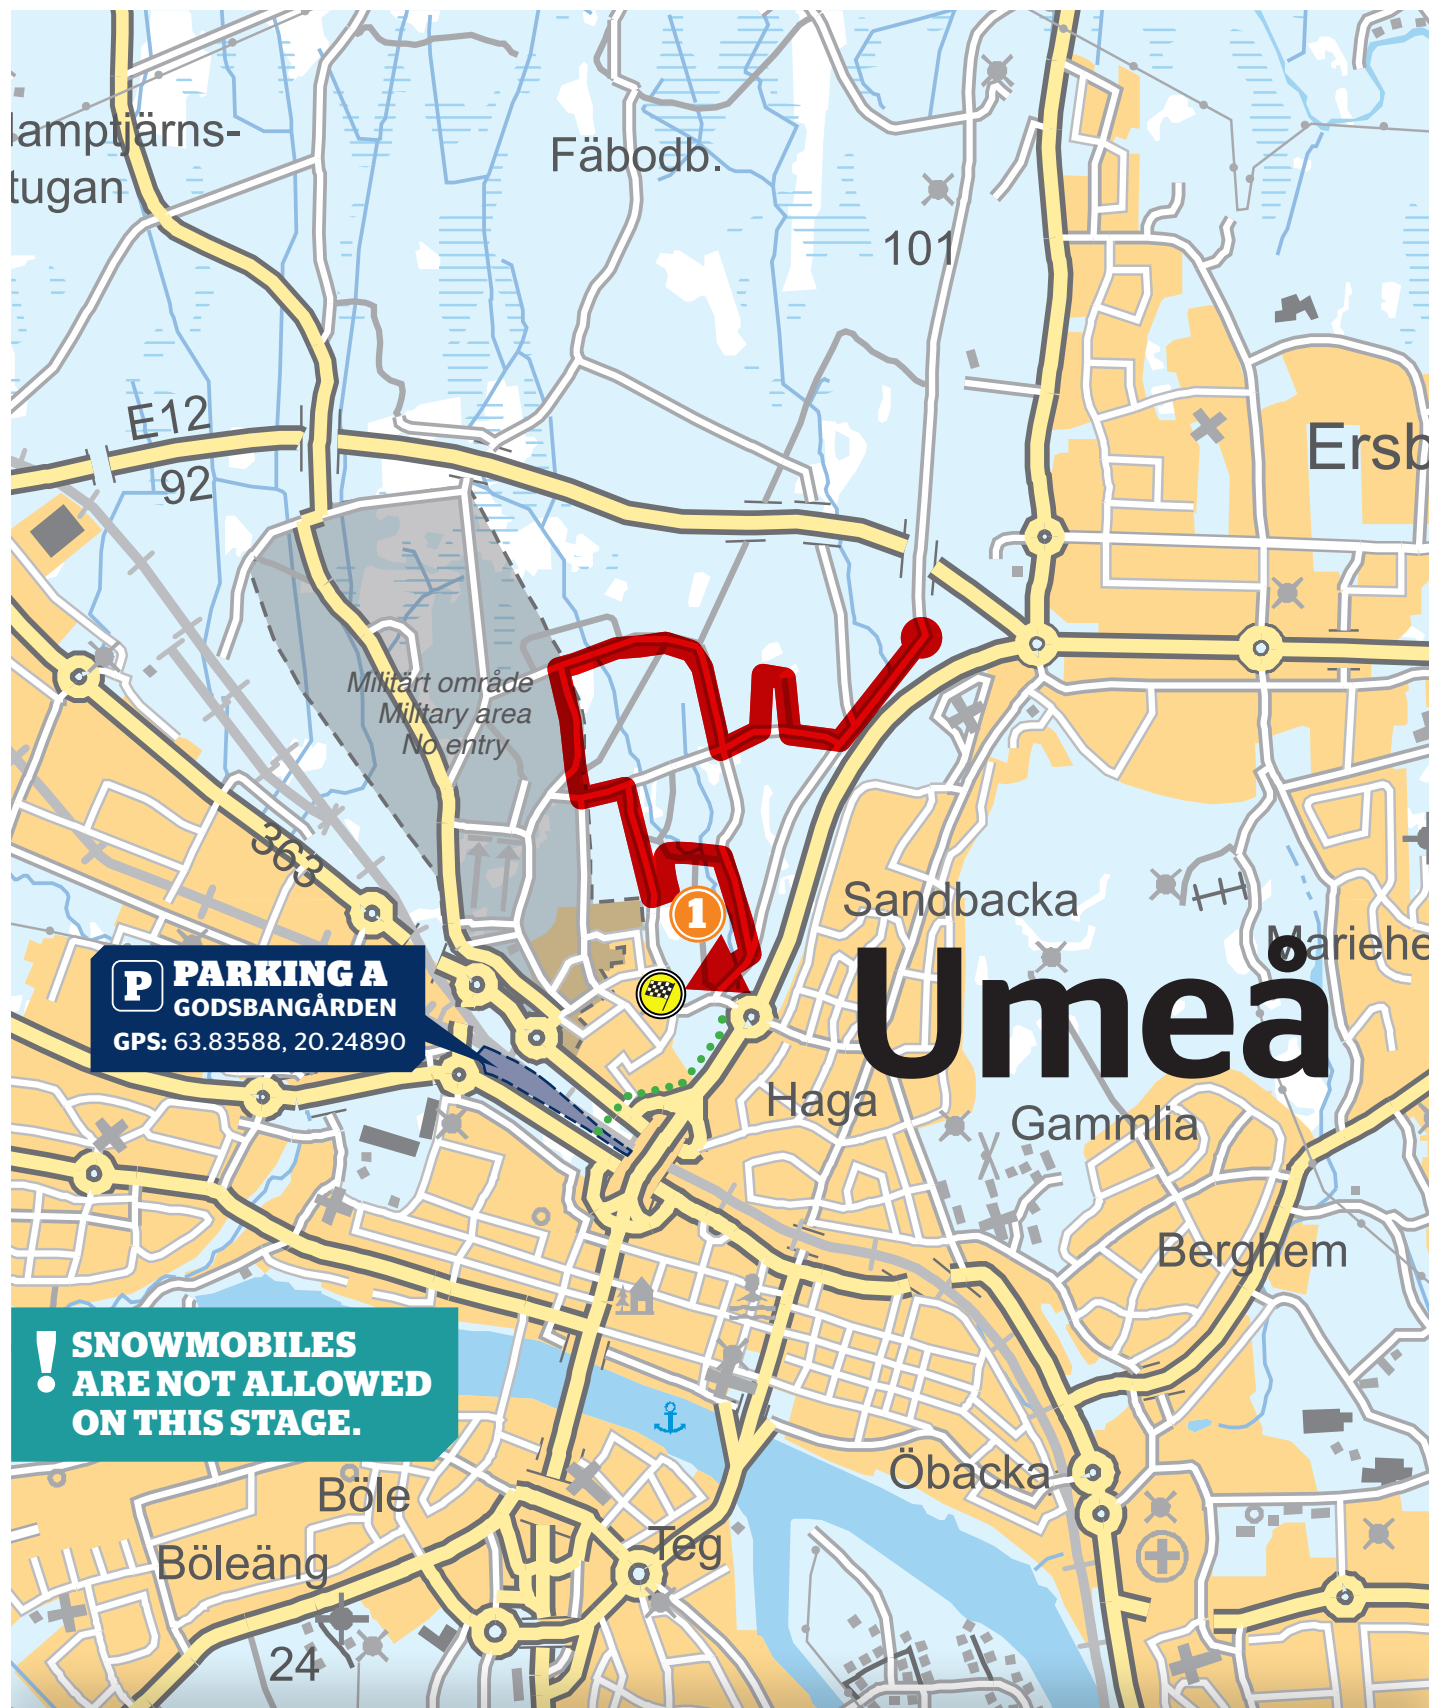 lamptjärns-
tugan
Fäbodb.
101
E12
92
Ersb
Militärt område
Military area
No entry
363
1
Sandbacka
Mariehe
Umeå
P PARKING A
GODSBANGÅRDEN
GPS: 63.83588, 20.24890
Haga
Gammlia
Berghem
! SNOWMOBILES
ARE NOT ALLOWED
ON THIS STAGE.
Öbacka
Böle
Teg
Böleäng
24